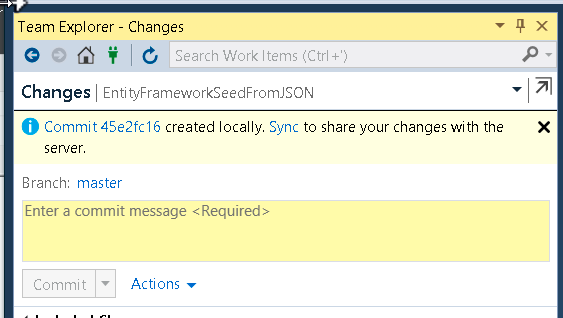 Team Explorer - Changes
Search Work Items (Ctrl+')
Changes | EntityFrameworkSeedFromJSON
Commit 45e2fc16 created locally. Sync to share your changes with the
server.
Branch: master
Enter a commit message <Required>
Commit Actions